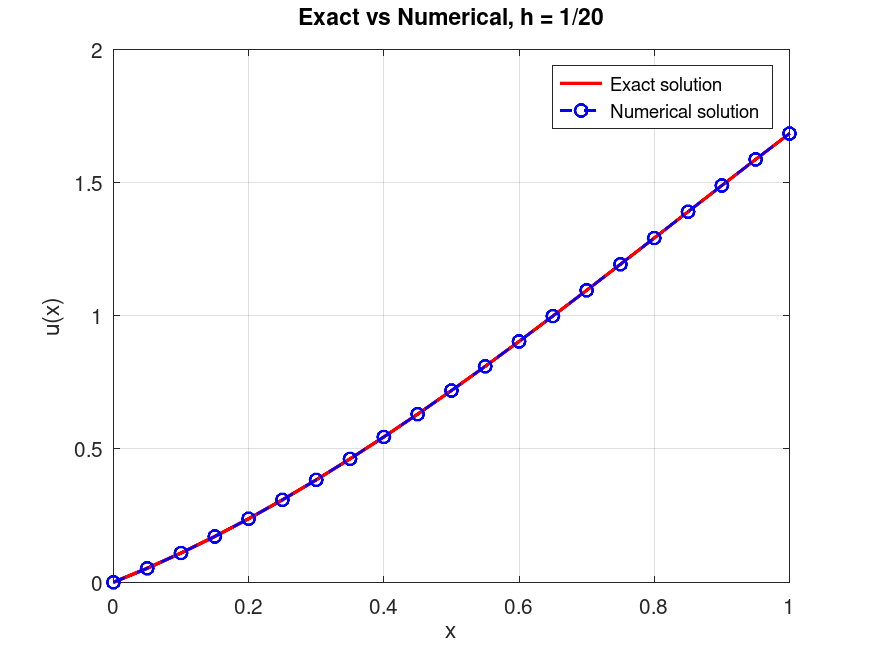 Exact vs Numerical, h = 1/20
2
Exact solution
Numerical solution
1.5
u(x)
1
0.5
0
0 0.2 0.4 0.6 0.8 1
x